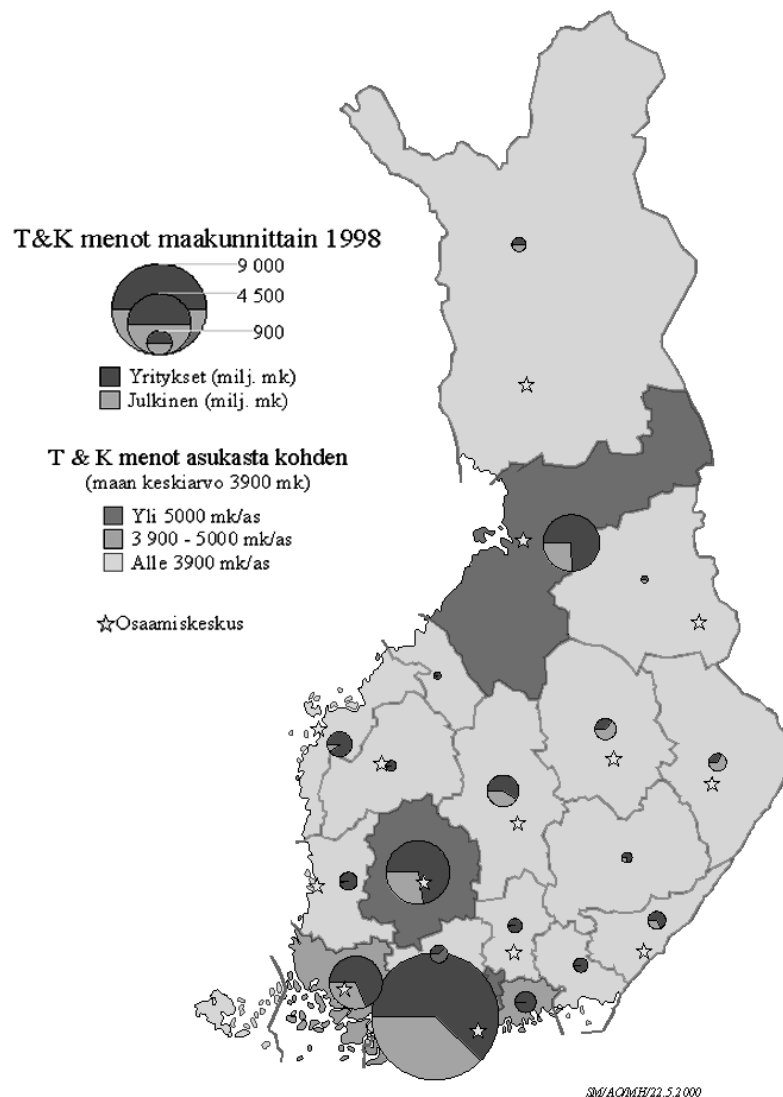 T&K menot maakunnittain 1998
9 000
4 500
900
Yritykset (milj. mk)
Julkinen (milj. mk)
T & K menot asukasta kohden
(maan keskiarvo 3900 mk)
Yli 5000 mk/as
3 900 - 5000 mk/as
Alle 3900 mk/as
Osaamiskeskus
SM/AO/MH/22.5.2000